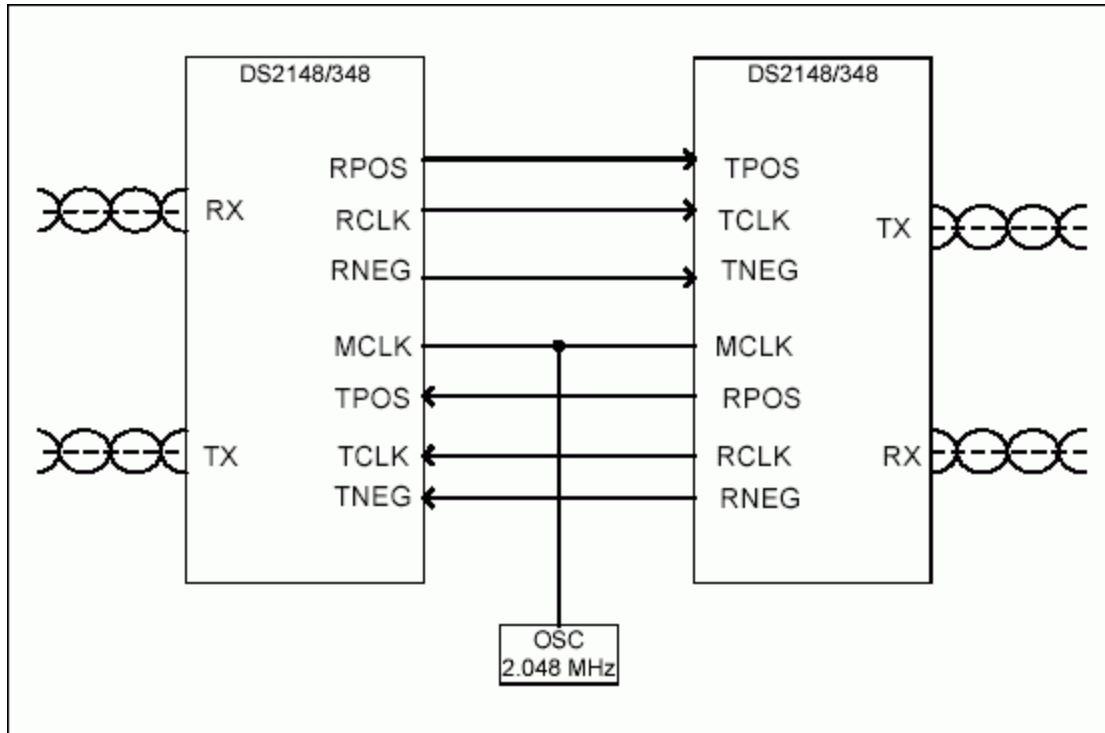 DS2148/348
DS2148/348
RPOS
TPOS
RX
RCLK
TCLK
TX
RNEG
TNEG
MCLK
MCLK
TPOS
RPOS
TX
TCLK
RCLK
RX
TNEG
RNEG
OSC
2.048 MHz